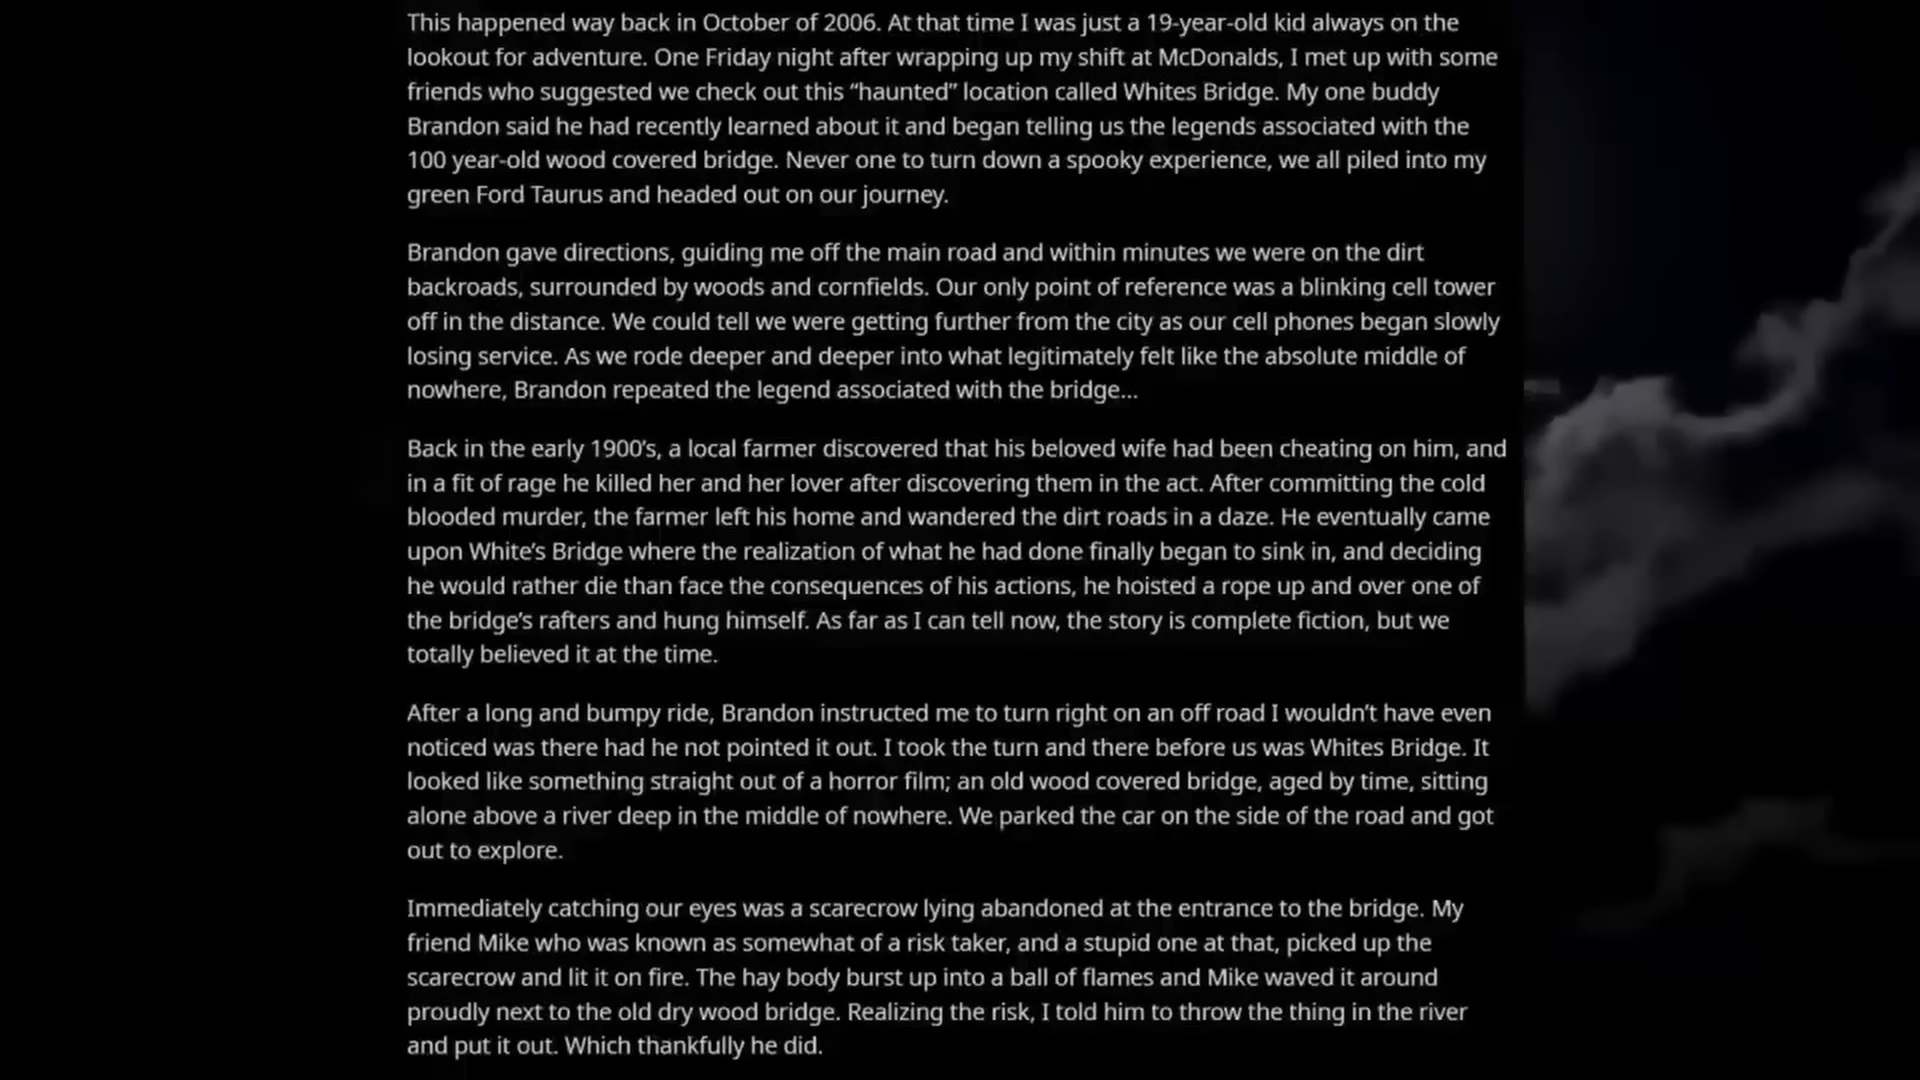 This happened way back in October of 2006. At that time I was just a 19-year-old kid always on the
lookout for adventure. One Friday night after wrapping up my shift at McDonalds, I met up with some
friends who suggested we check out this “haunted” location called Whites Bridge. My one buddy
Brandon said he had recently learned about it and began telling us the legends associated with the
100 year-old wood covered bridge. Never one to turn down a spooky experience, we all piled into my
green Ford Taurus and headed out on our journey.
Brandon gave directions, guiding me off the main road and within minutes we were on the dirt
backroads, surrounded by woods and cornfields. Our only point of reference was a blinking cell tower
off in the distance. We could tell we were getting further from the city as our cell phones began slowly
losing service. As we rode deeper and deeper into what legitimately felt like the absolute middle of
nowhere, Brandon repeated the legend associated with the bridge...
Back in the early 1900’s, a local farmer discovered that his beloved wife had been cheating on him, and
in a fit of rage he killed her and her lover after discovering them in the act. After committing the cold
blooded murder, the farmer left his home and wandered the dirt roads in a daze. He eventually came
upon White’s Bridge where the realization of what he had done finally began to sink in, and deciding
he would rather die than face the consequences of his actions, he hoisted a rope up and over one of
the bridge’s rafters and hung himself. As far as I can tell now, the story is complete fiction, but we
totally believed it at the time.
After a long and bumpy ride, Brandon instructed me to turn right on an off road I wouldn’t have even
noticed was there had he not pointed it out. I took the turn and there before us was Whites Bridge. It
looked like something straight out of a horror film; an old wood covered bridge, aged by time, sitting
alone above a river deep in the middle of nowhere. We parked the car on the side of the road and got
out to explore.
Immediately catching our eyes was a scarecrow lying abandoned at the entrance to the bridge. My
friend Mike who was known as somewhat of a risk taker, and a stupid one at that, picked up the
scarecrow and lit it on fire. The hay body burst up into a ball of flames and Mike waved it around
proudly next to the old dry wood bridge. Realizing the risk, I told him to throw the thing in the river
and put it out. Which thankfully he did.